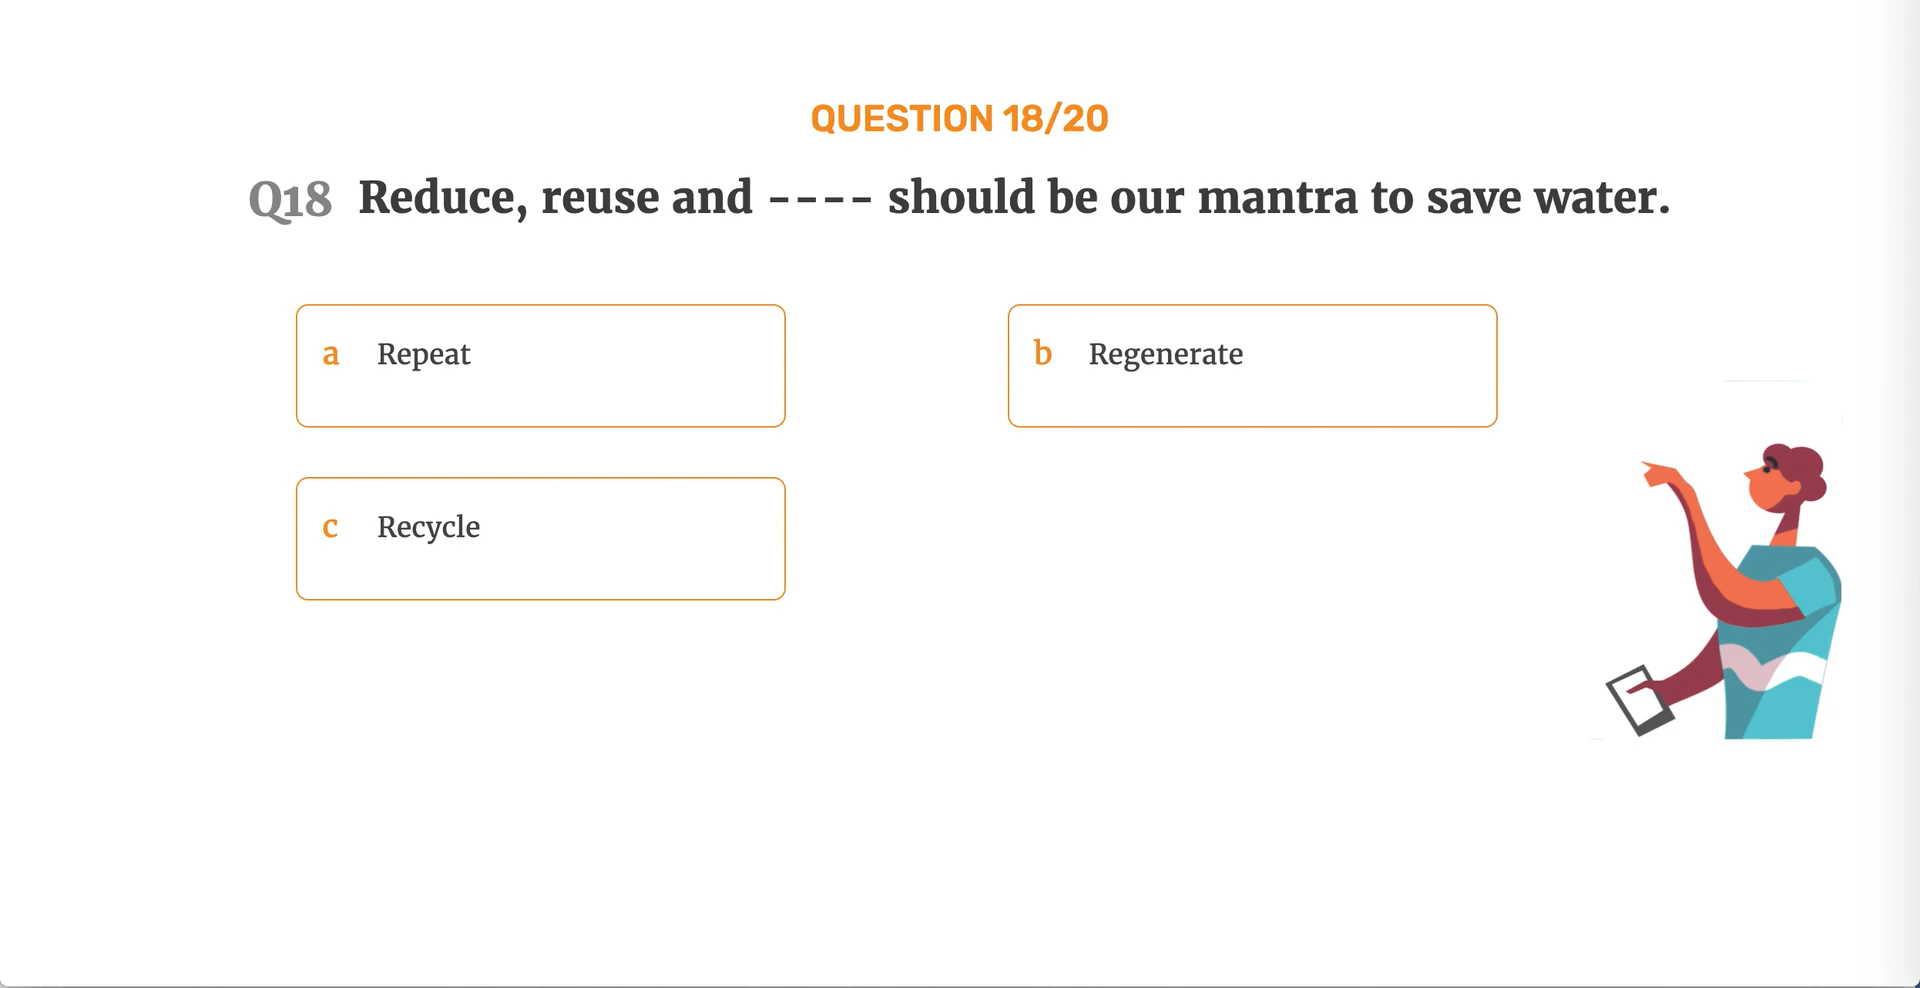 QUESTION 18/20
Q18 Reduce, reuse and ---- should be our mantra to save water.
a Repeat
b Regenerate
c Recycle